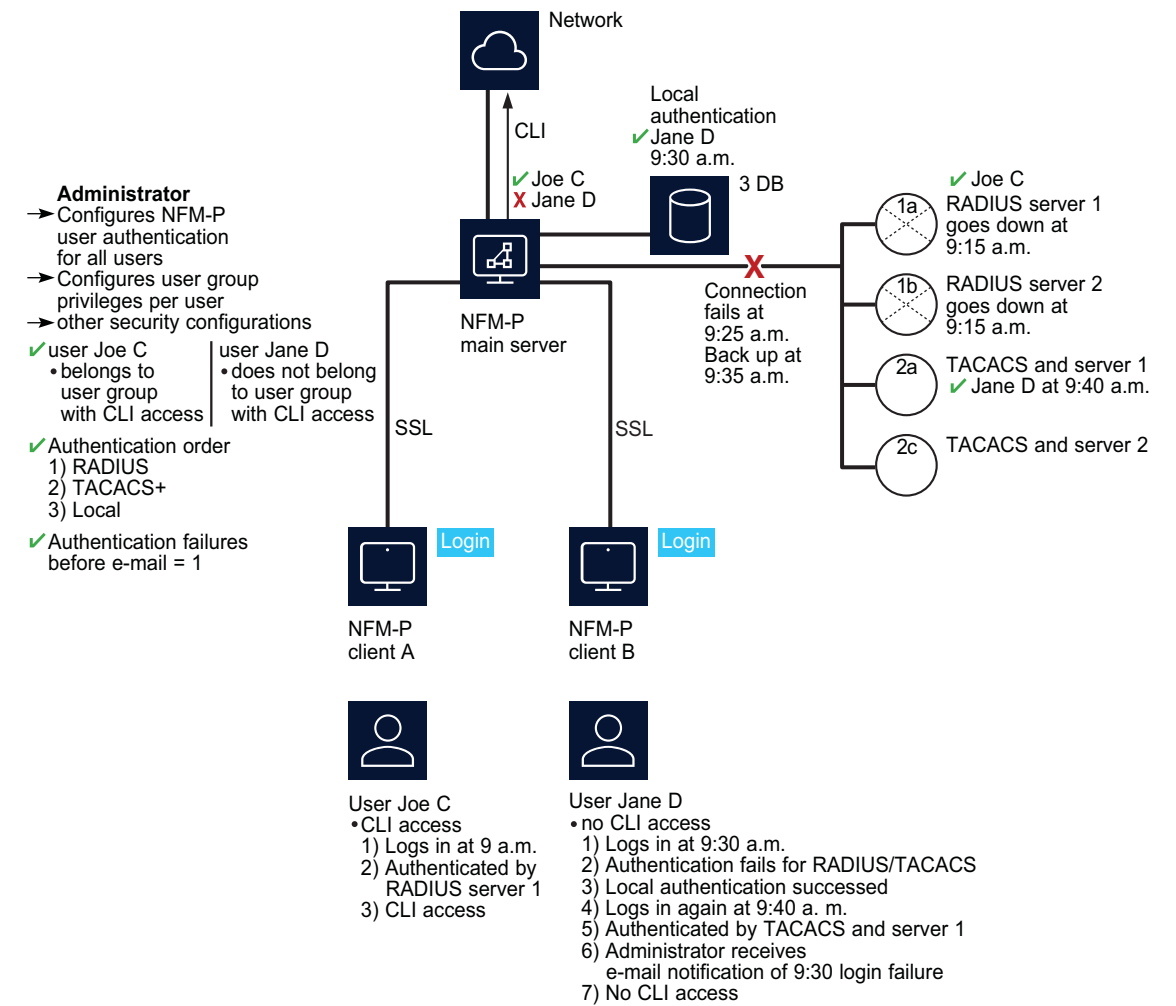 Network
CLI
✓ Joe C
X Jane D
Local
authentication
✓ Jane D
9:30 a.m.
3 DB
Administrator
→ Configures NFM-P
user authentication
for all users
→ Configures user group
privileges per user
→ other security configurations
✓ user Joe C
• belongs to
user group
with CLI access
user Jane D
• does not belong
to user group
with CLI access
✓ Authentication order
1) RADIUS
2) TACACS+
3) Local
✓ Authentication failures
before e-mail = 1
NFM-P
main server
X
Connection
fails at
9:25 a.m.
Back up at
9:35 a.m.
✓ Joe C
1a
RADIUS server 1
goes down at
9:15 a.m.
1b
RADIUS server 2
goes down at
9:15 a.m.
2a
TACACS and server 1
✓ Jane D at 9:40 a.m.
2c
TACACS and server 2
SSL
SSL
Login
Login
NFM-P
client A
NFM-P
client B
User Joe C
• CLI access
1) Logs in at 9 a.m.
2) Authenticated by
RADIUS server 1
3) CLI access
User Jane D
• no CLI access
1) Logs in at 9:30 a.m.
2) Authentication fails for RADIUS/TACACS
3) Local authentication successed
4) Logs in again at 9:40 a. m.
5) Authenticated by TACACS and server 1
6) Administrator receives
e-mail notification of 9:30 login failure
7) No CLI access